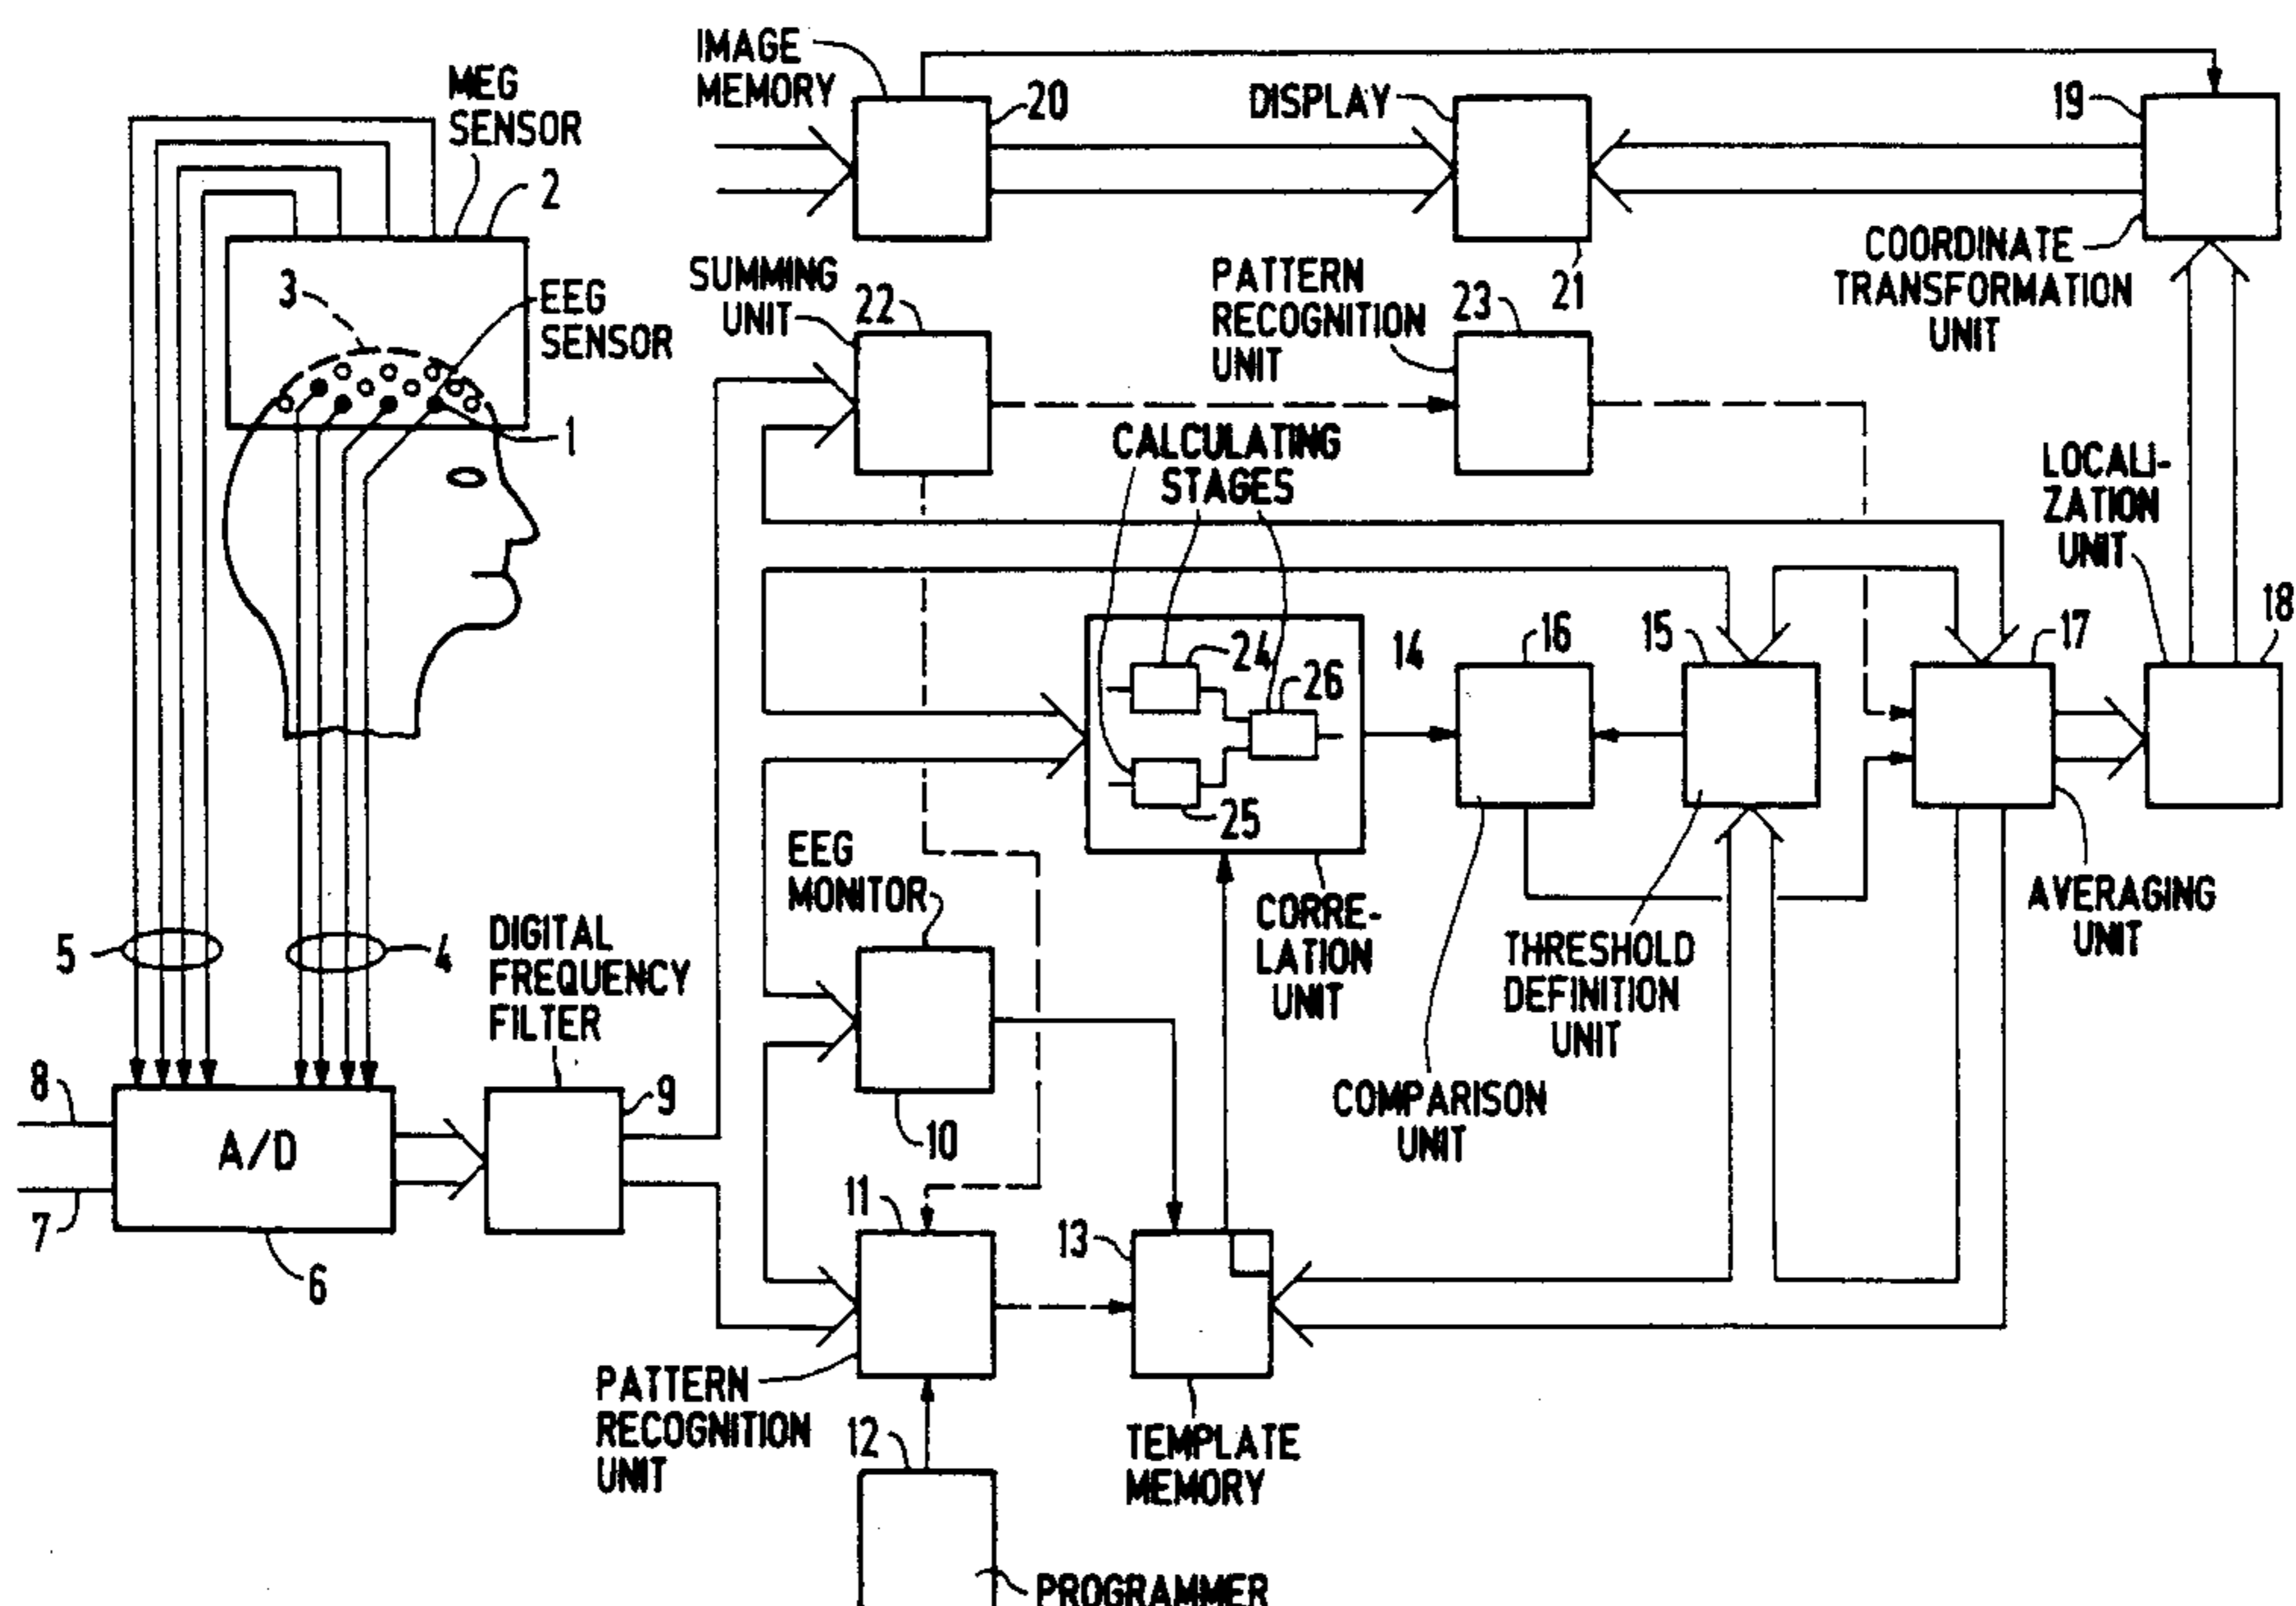 IMAGE
MEMORY
20
DISPLAY
21
19
COORDINATE
TRANSFORMATION
UNIT
MEG
SENSOR
2
3
EEG
SENSOR
1
SUMMING
UNIT
22
PATTERN
RECOGNITION
UNIT
23
CALCULATING
STAGES
LOCALI-
ZATION
UNIT
18
24
26
25
14
16
15
17
CORRE-
LATION
UNIT
COMPARISON
UNIT
THRESHOLD
DEFINITION
UNIT
AVERAGING
UNIT
EEG
MONITOR
10
5
4
DIGITAL
FREQUENCY
FILTER
9
8
7
A/D
6
11
PATTERN
RECOGNITION
UNIT
13
TEMPLATE
MEMORY
12
PROGRAMMER